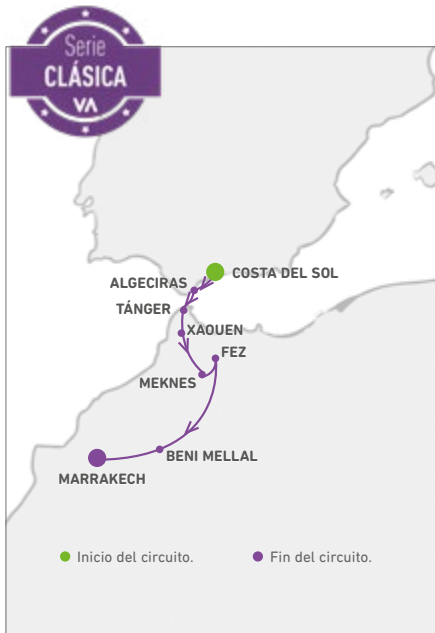 Serie
CLÁSICA
VA
COSTA DEL SOL
ALGECIRAS
TÁNGER
XAOUEN
FEZ
MEKNES
BENI MELLAL
MARRAKECH
Inicio del circuito.
Fin del circuito.